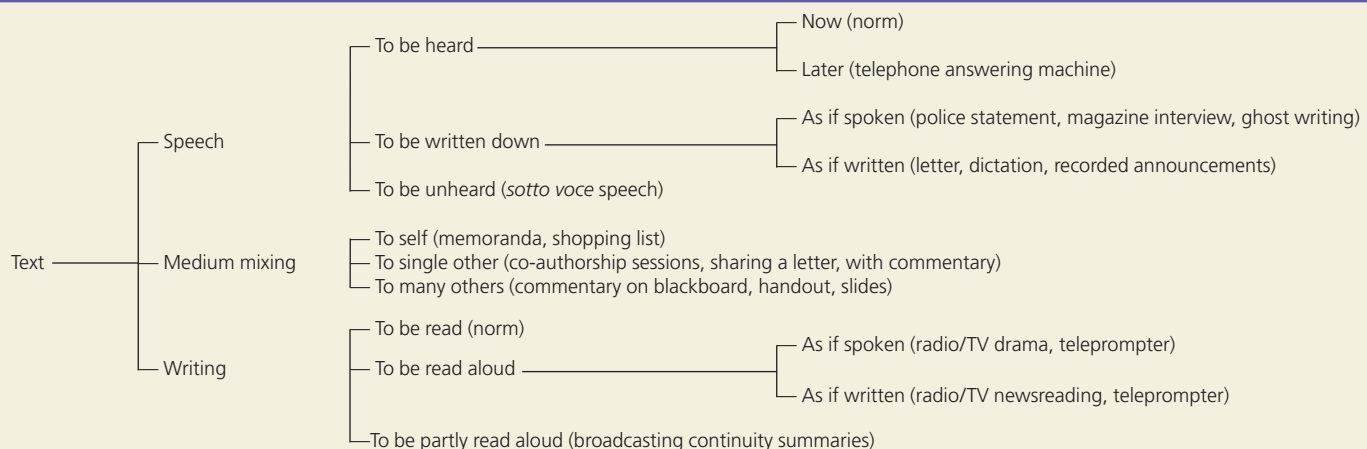 Now (norm)
To be heard
Later (telephone answering machine)
As if spoken (police statement, magazine interview, ghost writing)
Speech
To be written down
As if written (letter, dictation, recorded announcements)
To be unheard (sotto voce speech)
To self (memoranda, shopping list)
Text
Medium mixing
To single other (co-authorship sessions, sharing a letter, with commentary)
To many others (commentary on blackboard, handout, slides)
To be read (norm)
As if spoken (radio/TV drama, teleprompter)
Writing
To be read aloud
As if written (radio/TV newsreading, teleprompter)
To be partly read aloud (broadcasting continuity summaries)